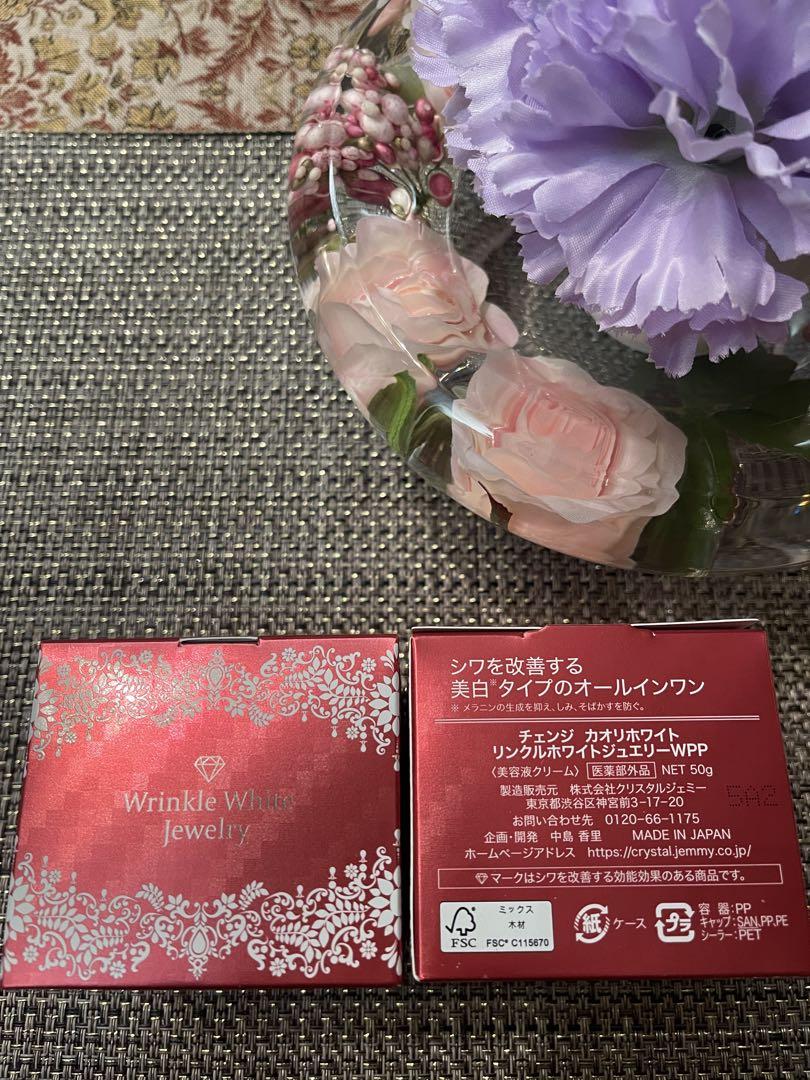 Wrinkle White
Jewelry
シワを改善する
美白※タイプのオールインワン
※ メラニンの生成を抑え、しみ、そばかすを防ぐ。
チェンジ カオリホワイト
リンクルホワイトジュエリーWPP
〈美容液クリーム〉 医薬部外品 NET 50g
製造販売元 株式会社クリスタルジェミー
東京都渋谷区神宮前3-17-20
お問い合わせ先 0120-66-1175
企画・開発 中島 香里 MADE IN JAPAN
ホームページアドレス https://crystal.jemmy.co.jp/
5A2
マークはシワを改善する効能効果のある商品です。
FSC
ミックス
木材
FSC® C115670
紙 ケース
プラ
容 器:PP
キャップ:SAN,PP,PE
シーラー:PET